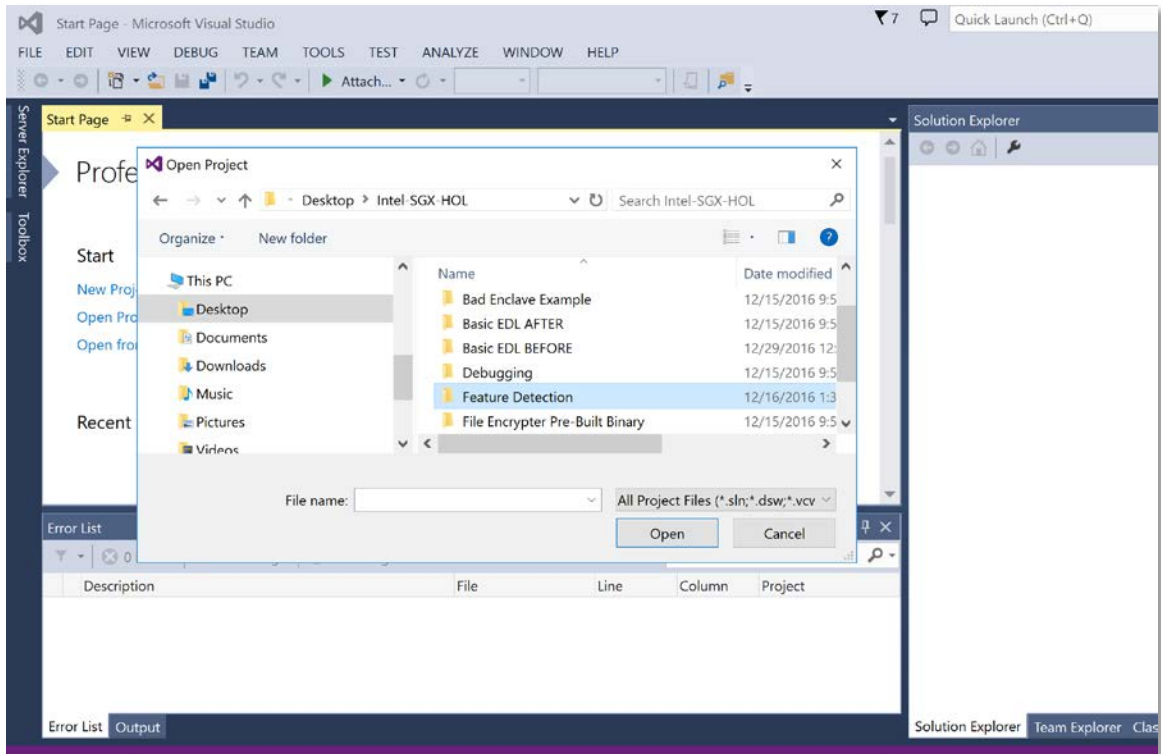 Start Page - Microsoft Visual Studio
7
Quick Launch (Ctrl+Q)
FILE EDIT VIEW DEBUG TEAM TOOLS TEST ANALYZE WINDOW HELP
Attach...
Server Explorer
Toolbox
Start Page
Solution Explorer
Profe
Start
New Proj
Open Pro
Open fro
Recent
Open Project
Desktop > Intel-SGX-HOL
Search Intel-SGX-HOL
Organize
New folder
This PC
Desktop
Documents
Downloads
Music
Pictures
Videos
Name Date modified
Bad Enclave Example 12/15/2016 9:5
Basic EDL AFTER 12/15/2016 9:5
Basic EDL BEFORE 12/29/2016 12:
Debugging 12/15/2016 9:5
Feature Detection 12/16/2016 1:3
File Encrypter Pre-Built Binary 12/15/2016 9:5
File name:
All Project Files (*.sln;*.dsw;*.vcv
Open Cancel
Error List
0
Description File Line Column Project
Error List Output
Solution Explorer Team Explorer Clas